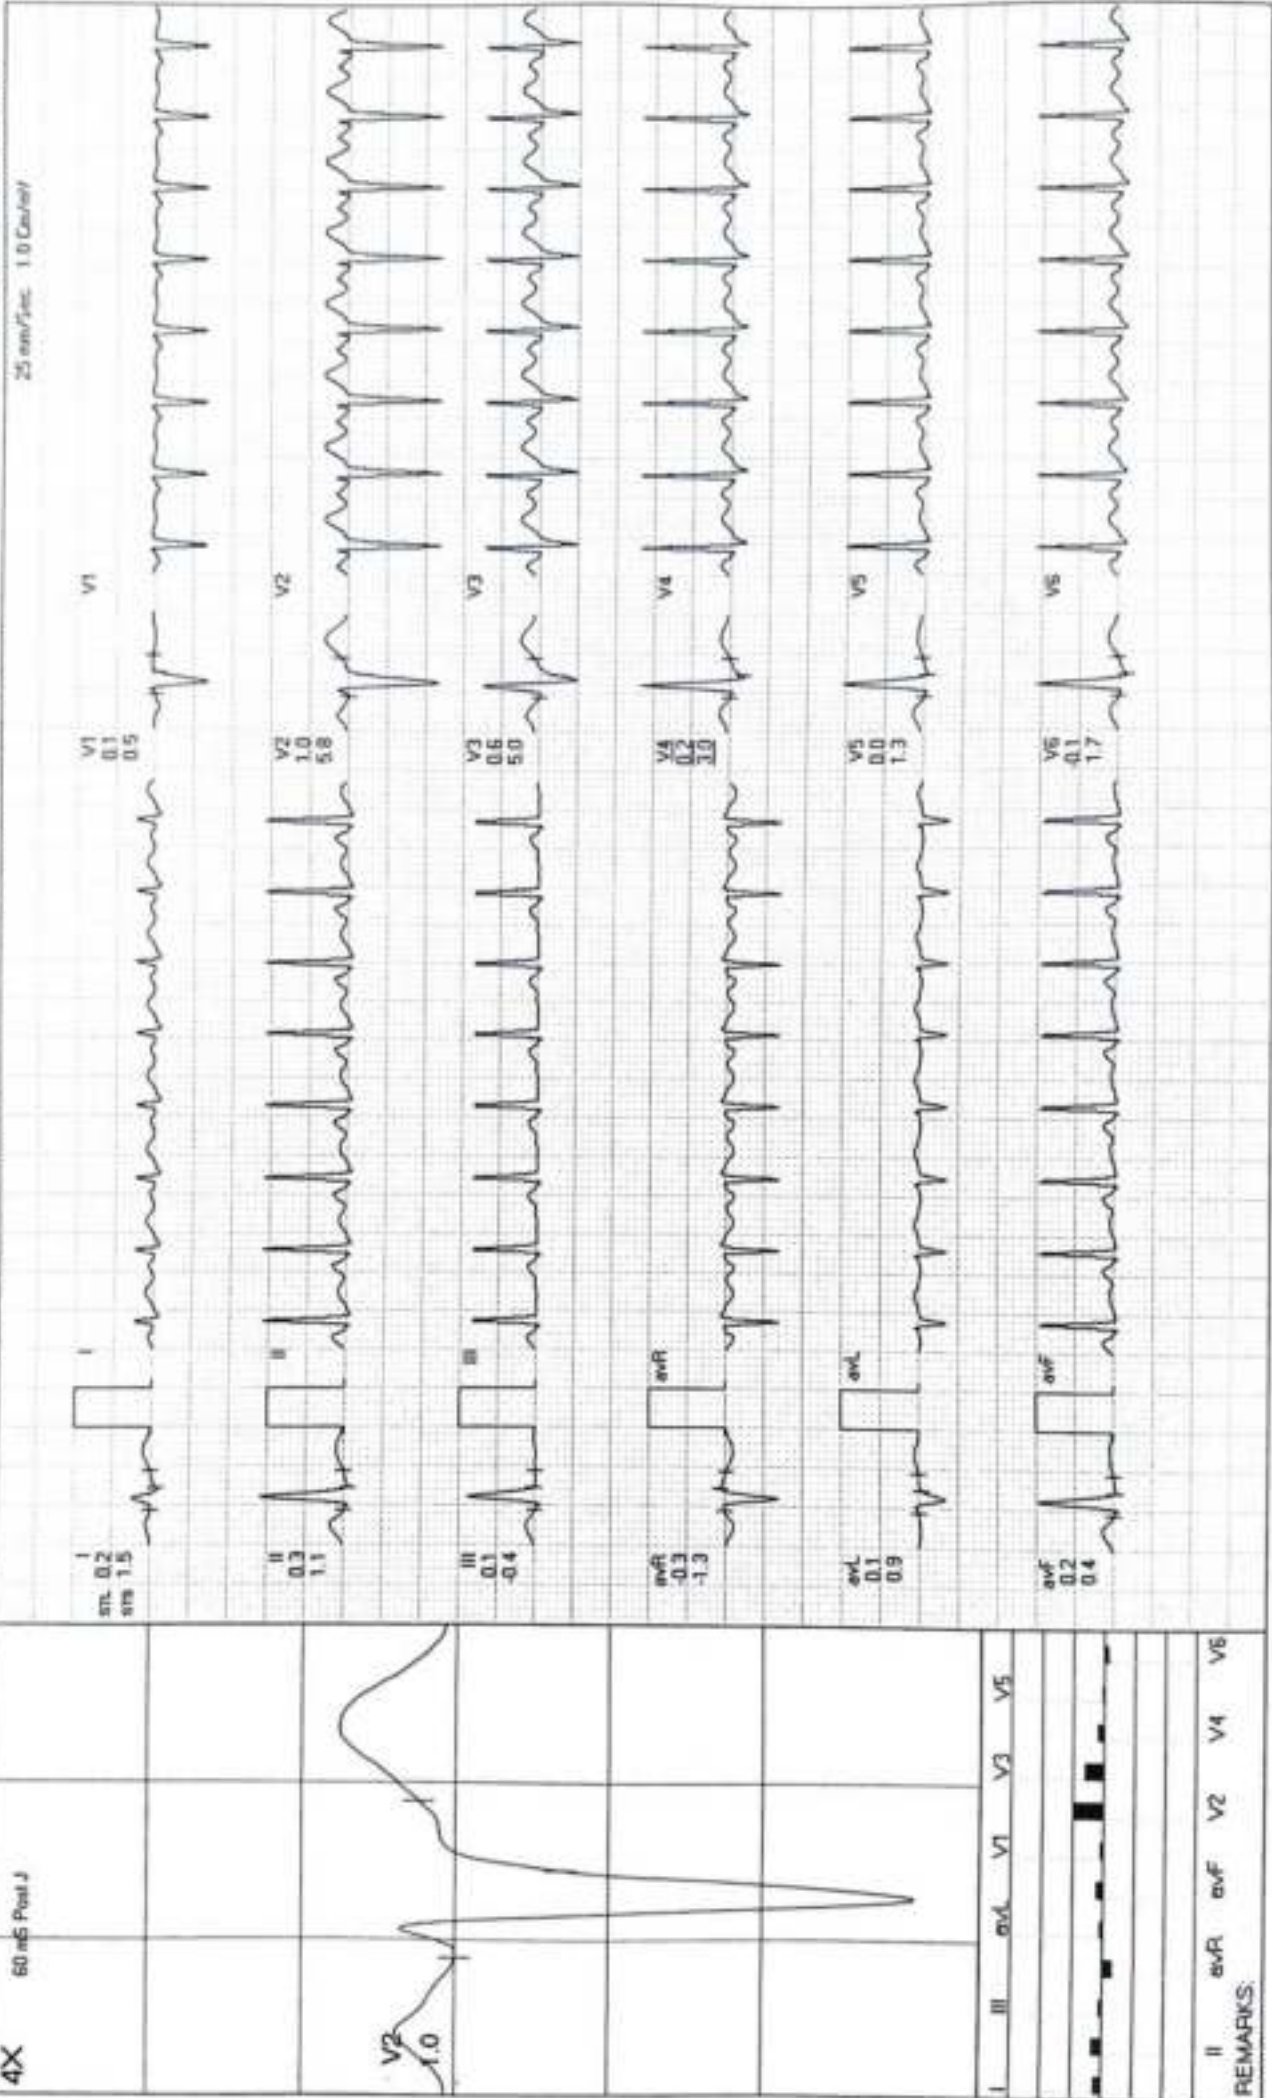 4X
60 mS Post J
25 mm/Sec. 1.0 Cm/mV
V2
1.0
I
STL 0.2
STS 1.5
I
V1
0.1
0.5
V1
II
0.3
1.1
II
V2
1.0
5.8
V2
III
0.1
-0.4
III
V3
0.6
5.0
V3
avR
-0.3
-1.3
avR
V4
0.2
3.0
V4
avL
0.1
0.9
avL
V5
0.0
1.3
V5
avF
0.2
0.4
avF
V6
-0.1
1.7
V6
I III avL V1 V3 V5
II avR avF V2 V4 V6
REMARKS: